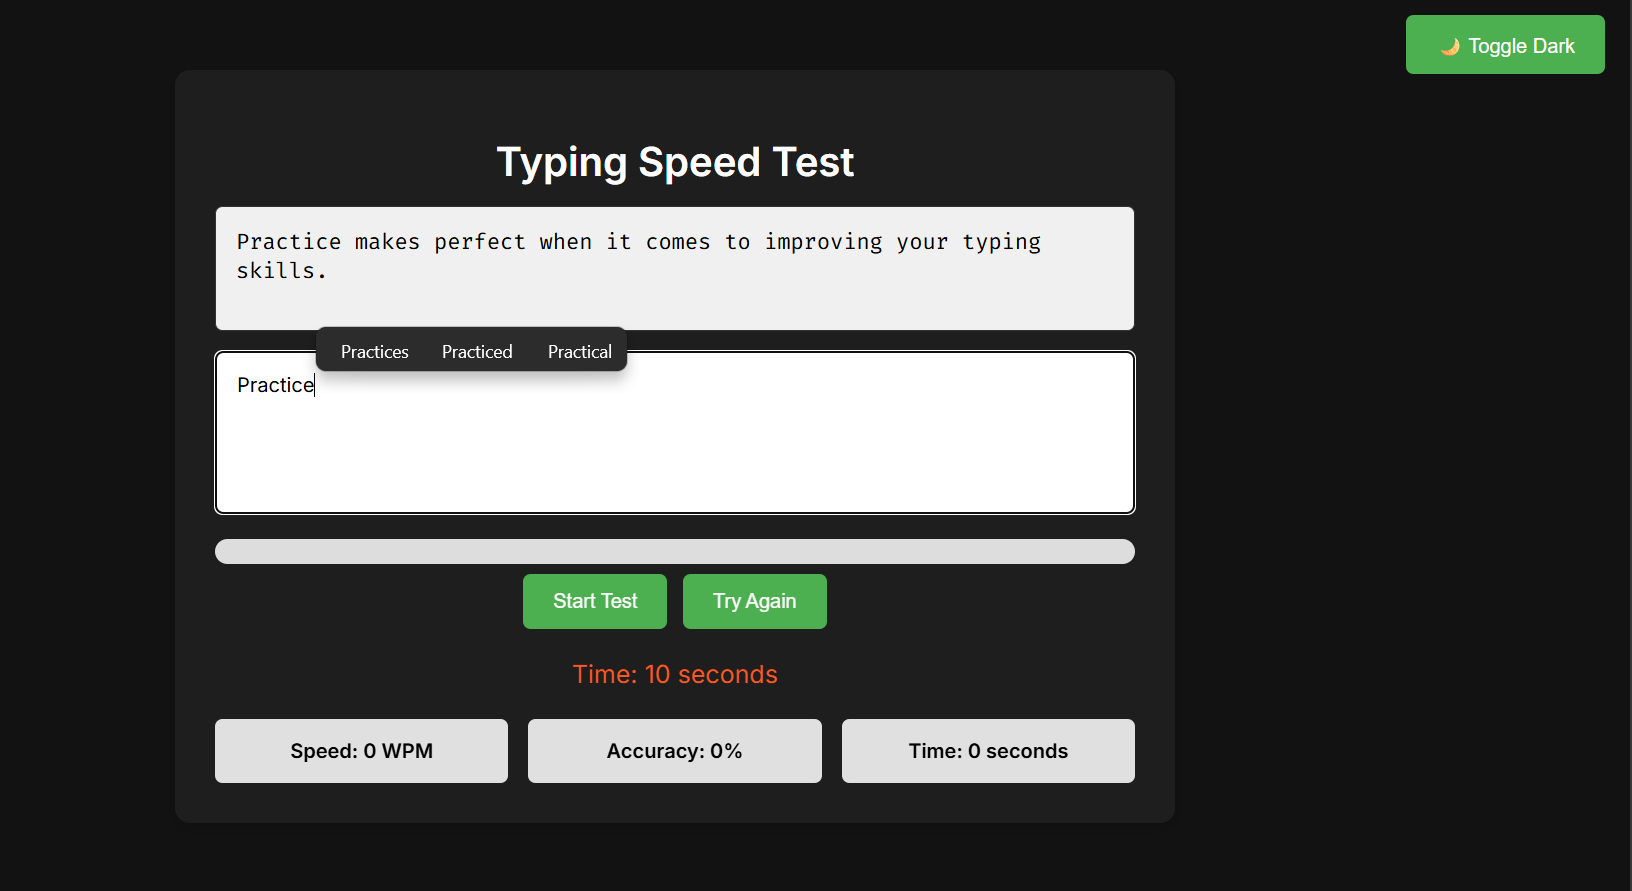 🌙 Toggle Dark
Typing Speed Test
Practice makes perfect when it comes to improving your typing
skills.
Practices Practiced Practical
Practice
Start Test Try Again
Time: 10 seconds
Speed: 0 WPM Accuracy: 0% Time: 0 seconds